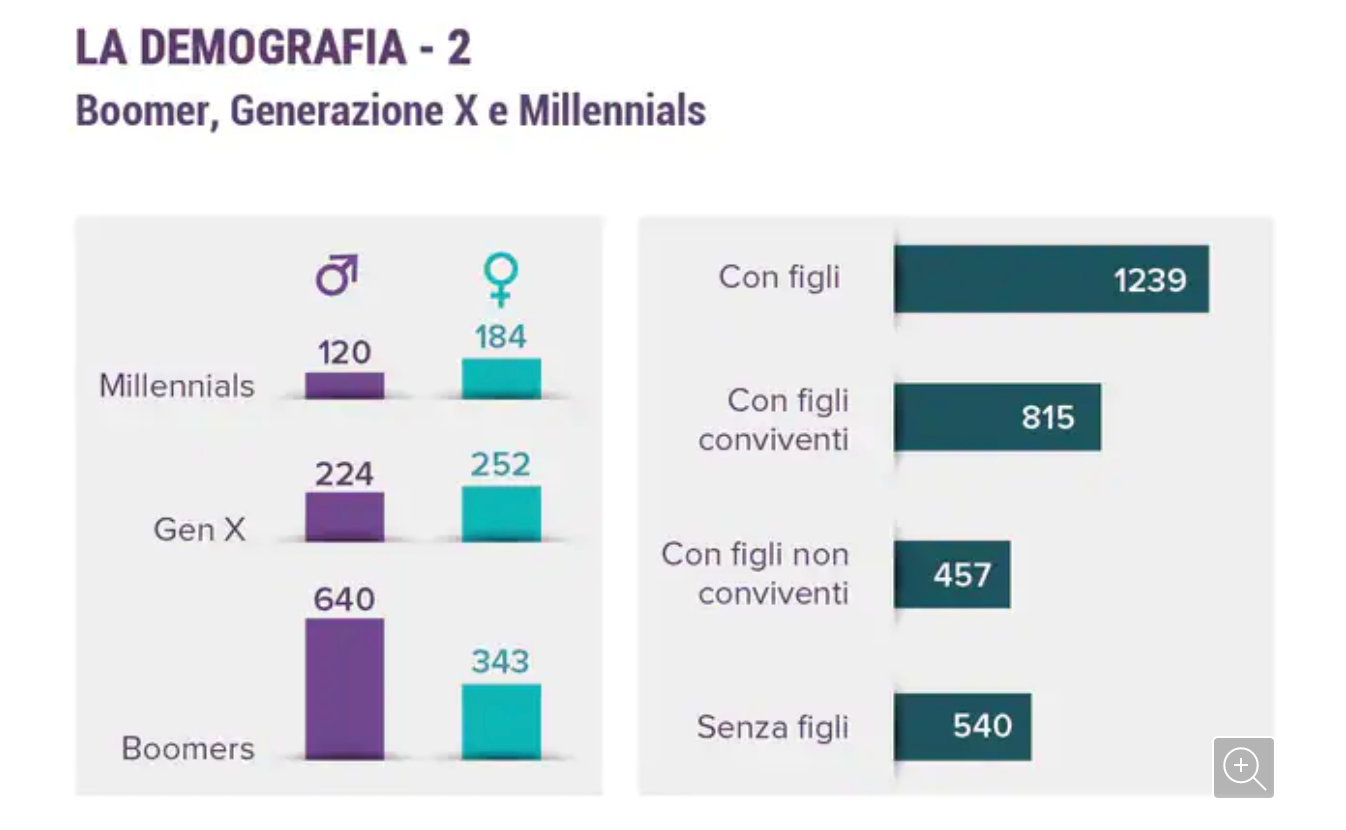 LA DEMOGRAFIA - 2
Boomer, Generazione X e Millennials
120
184
Millennials
224
252
Gen X
640
343
Boomers
Con figli
1239
Con figli
conviventi
815
Con figli non
conviventi
457
Senza figli
540